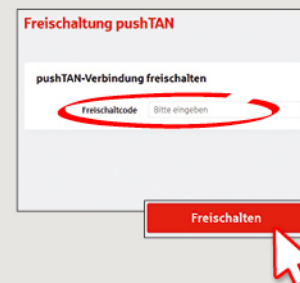 Freischaltung pushTAN
pushTAN-Verbindung freischalten
Freischaltcode Bitte eingeben
Freischalten